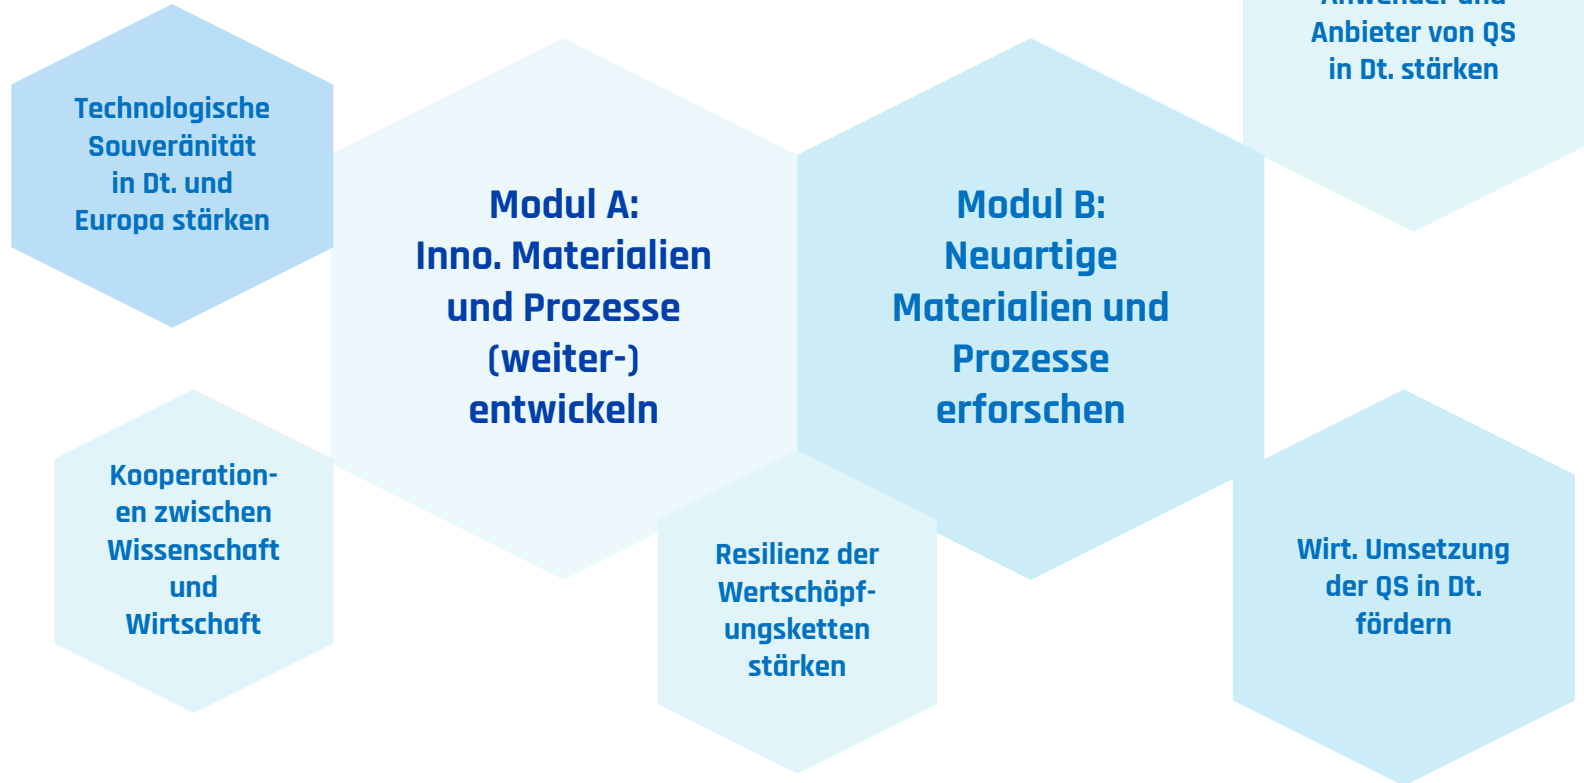 Technologische
Souveränität
in Dt. und
Europa stärken
Modul A:
Inno. Materialien
und Prozesse
(weiter-)
entwickeln
Modul B:
Neuartige
Materialien und
Prozesse
erforschen
Anwender und
Anbieter von QS
in Dt. stärken
Kooperation-
en zwischen
Wissenschaft
und
Wirtschaft
Resilienz der
Wertschöpf-
ungsketten
stärken
Wirt. Umsetzung
der QS in Dt.
fördern